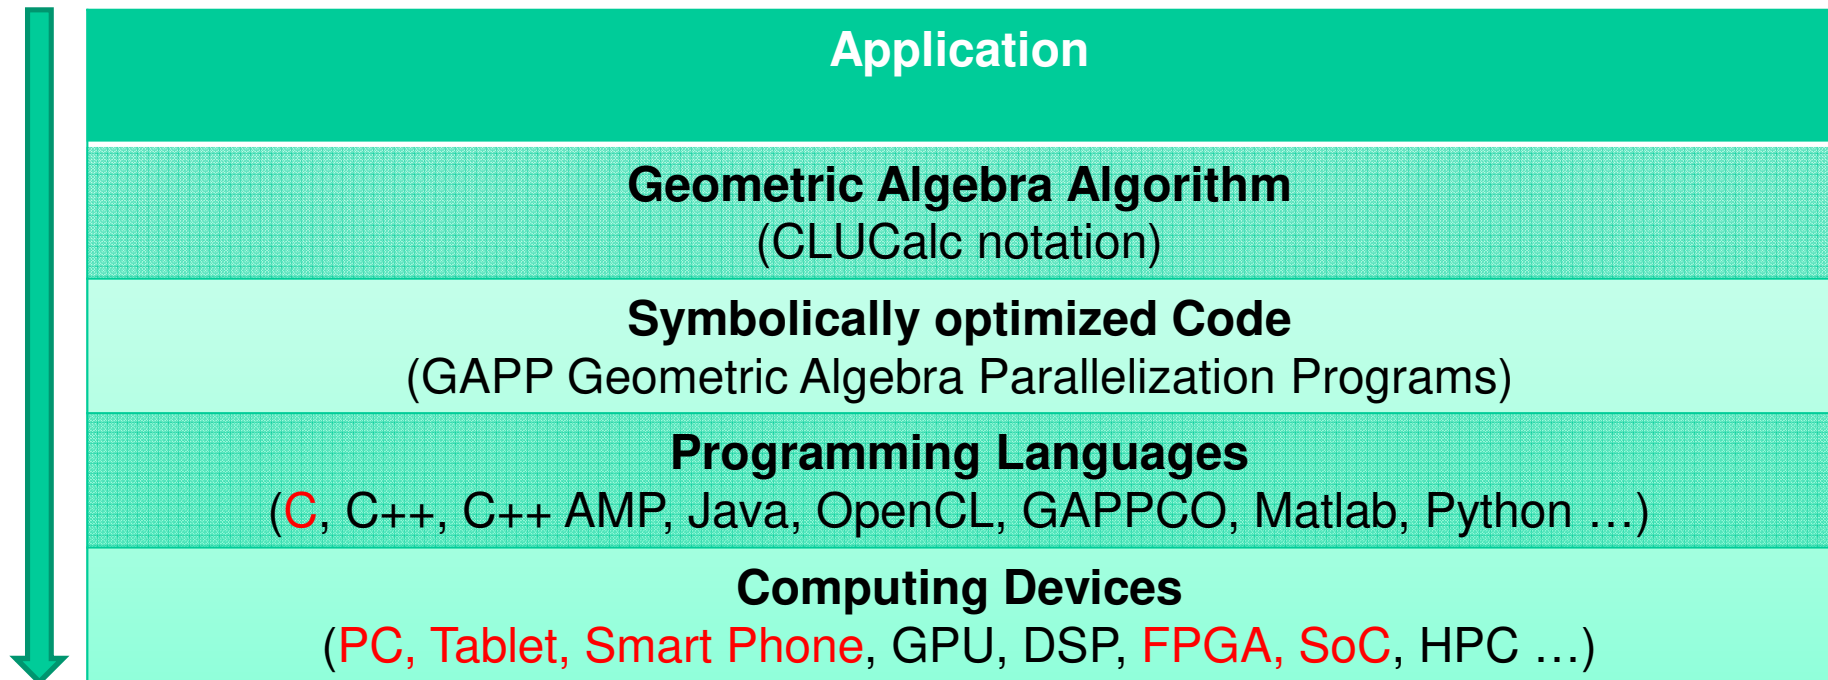 Application
Geometric Algebra Algorithm
(CLUCalc notation)
Symbolically optimized Code
(GAPP Geometric Algebra Parallelization Programs)
Programming Languages
(C, C++, C++ AMP, Java, OpenCL, GAPPCO, Matlab, Python …)
Computing Devices
(PC, Tablet, Smart Phone, GPU, DSP, FPGA, SoC, HPC …)